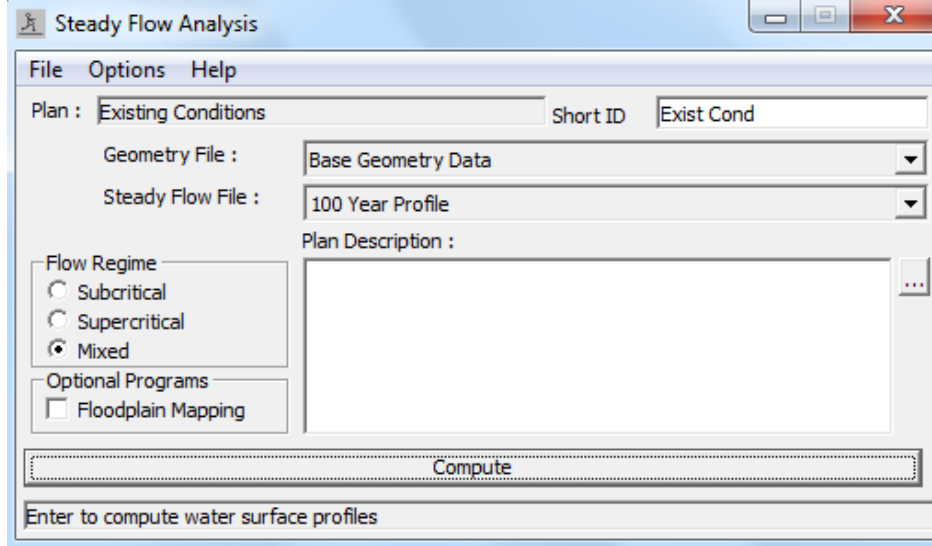 Steady Flow Analysis
File Options Help
Plan : Existing Conditions Short ID Exist Cond
Geometry File : Base Geometry Data
Steady Flow File : 100 Year Profile
Plan Description :
Flow Regime
Subcritical
Supercritical
Mixed
Optional Programs
Floodplain Mapping
...
Compute
Enter to compute water surface profiles